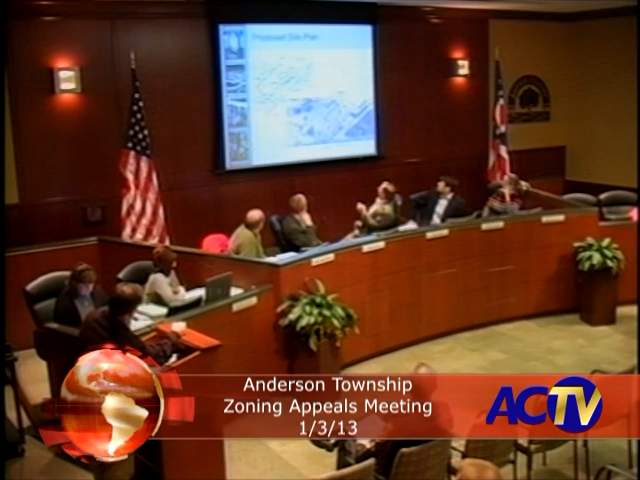 Proposed Site Plan
Anderson Township
Zoning Appeals Meeting
1/3/13
ACTV